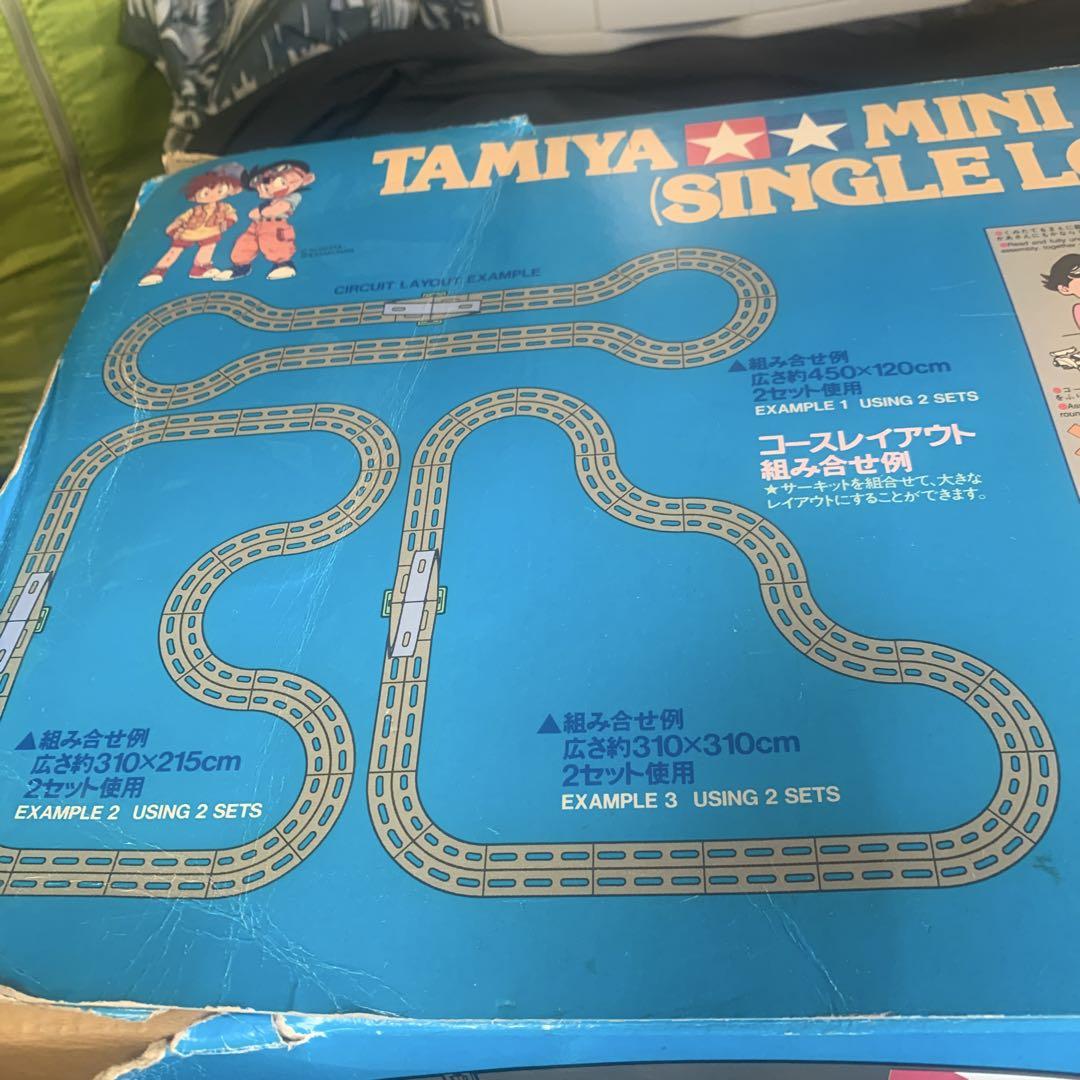 TAMIYA MINI
(SINGLE L
CIRCUIT LAYOUT EXAMPLE
▲組み合せ例
広さ約450×120cm
2セット使用
EXAMPLE 1 USING 2 SETS
コースレイアウト
組み合せ例
★サーキットを組合せて、大きな
レイアウトにすることができます。
▲組み合せ例
広さ約310×215cm
2セット使用
EXAMPLE 2 USING 2 SETS
▲組み合せ例
広さ約310×310cm
2セット使用
EXAMPLE 3 USING 2 SETS
Read and fully
assembly together